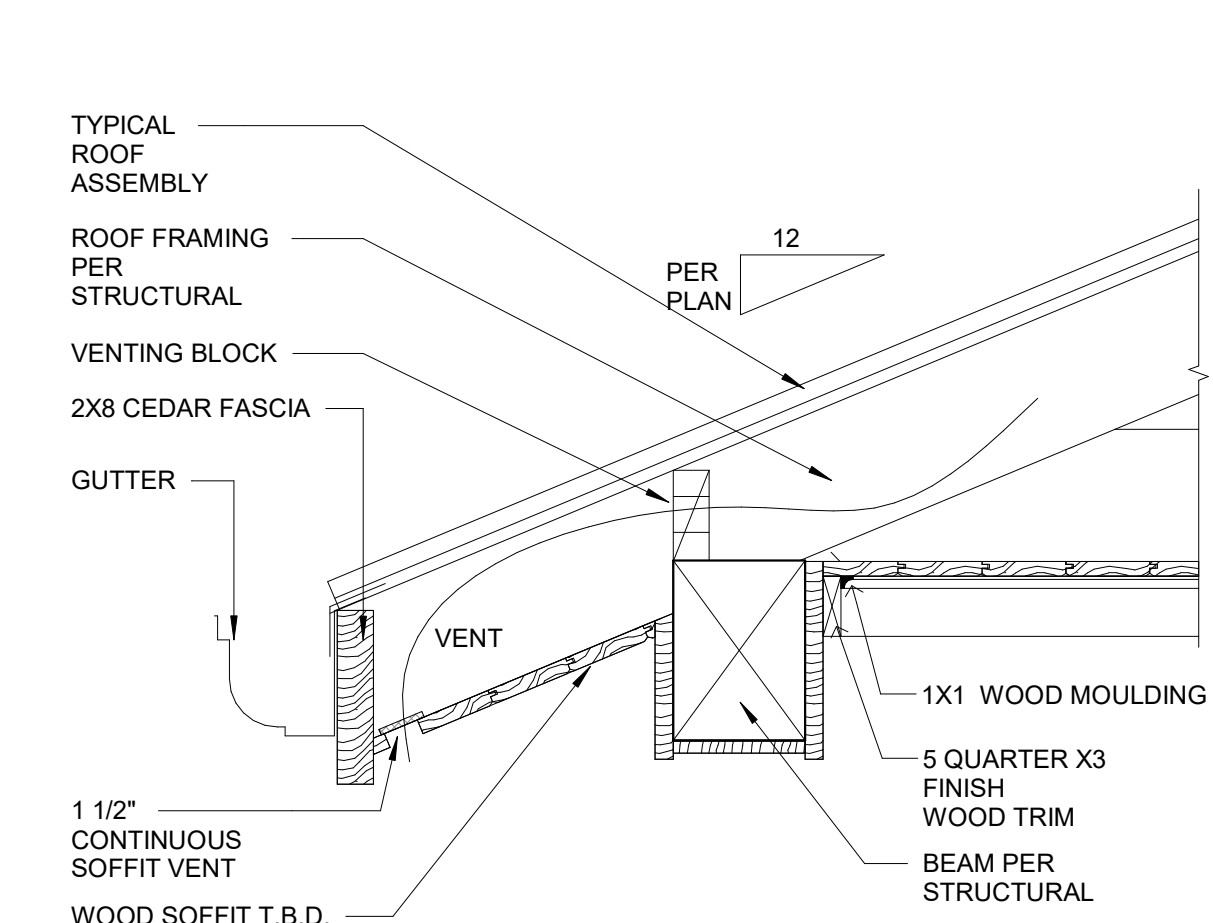 TYPICAL
ROOF
ASSEMBLY
ROOF FRAMING
PER
STRUCTURAL
12
PER
PLAN
VENTING BLOCK
2X8 CEDAR FASCIA
GUTTER
VENT
1X1 WOOD MOULDING
5 QUARTER X3
FINISH
WOOD TRIM
1 1/2"
CONTINUOUS
SOFFIT VENT
BEAM PER
STRUCTURAL
WOOD SOFFIT T.B.D.